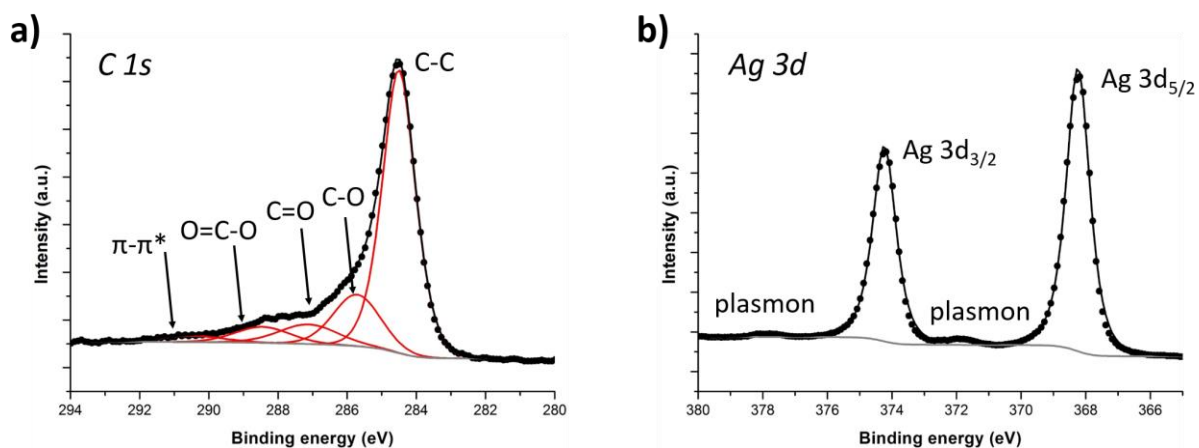 a)
C 1s
C-C
C-O
C=O
O=C-O
π-π*
Intensity (a.u.)
294 292 290 288 286 284 282 280
Binding energy (eV)
b)
Ag 3d
Ag 3d5/2
Ag 3d3/2
plasmon
plasmon
Intensity (a.u.)
380 378 376 374 372 370 368 366
Binding energy (eV)